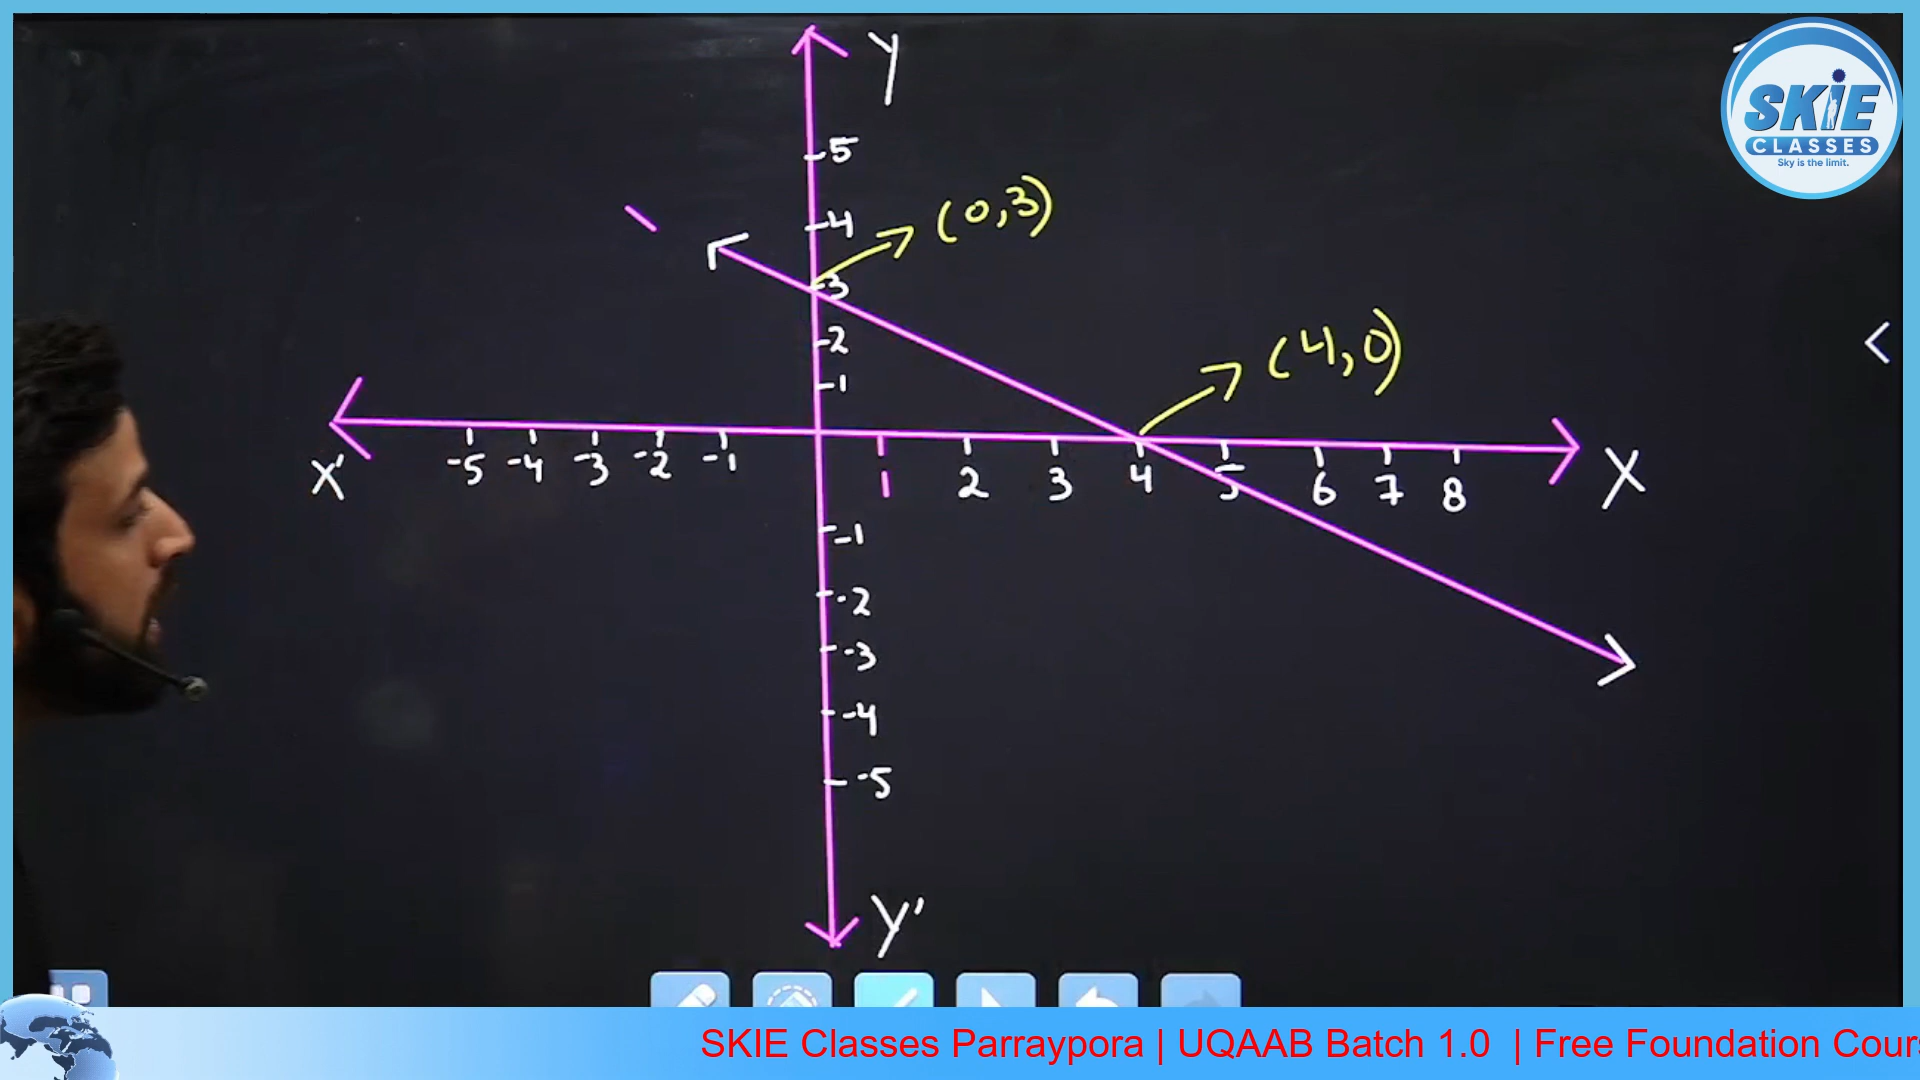 Y
SKIE
CLASSES
Sky is the limit.
5
4
(0,3)
3
2
(4,0)
1
X' -5 -4 -3 -2 -1 1 2 3 4 5 6 7 8 X
-1
-2
-3
-4
-5
Y'
SKIE Classes Parraypora | UQAAB Batch 1.0 | Free Foundation Cour